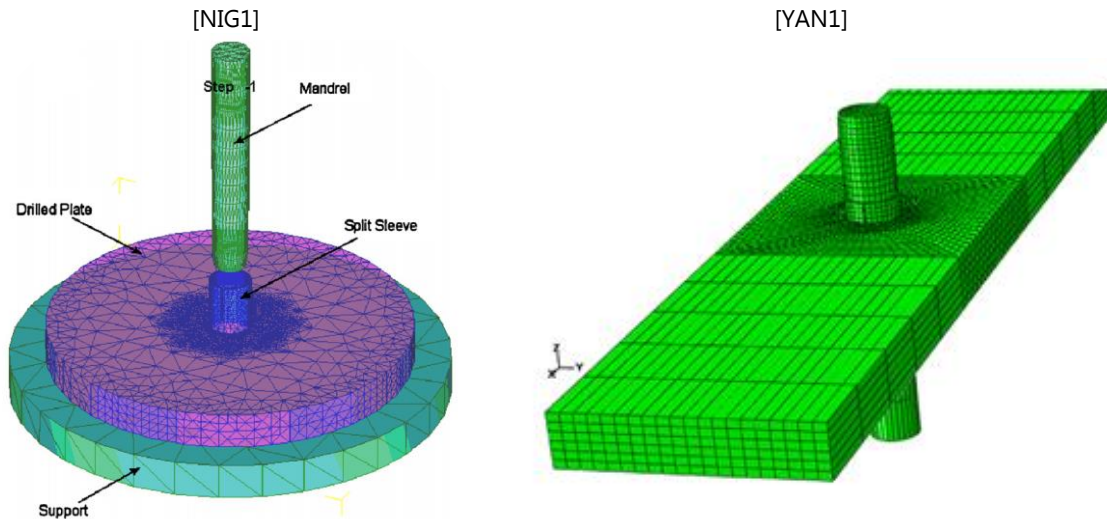 [NIG1]
[YAN1]
Step -1
Mandrel
Drilled Plate
Split Sleeve
Support
Z
Y
X